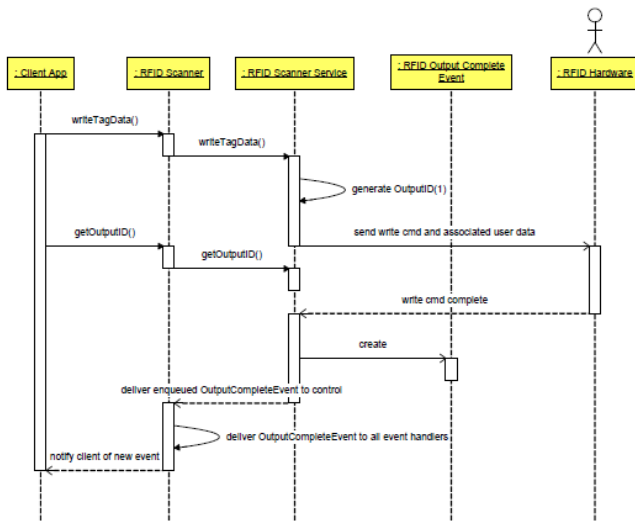 : Client App
: RFID Scanner
: RFID Scanner Service
: RFID Output Complete
Event
: RFID Hardware
writeTagData()
writeTagData()
generate OutputID(1)
getOutputID()
send write cmd and associated user data
getOutputID()
write cmd complete
create
deliver enqueued OutputCompleteEvent to control
deliver OutputCompleteEvent to all event handlers
notify client of new event